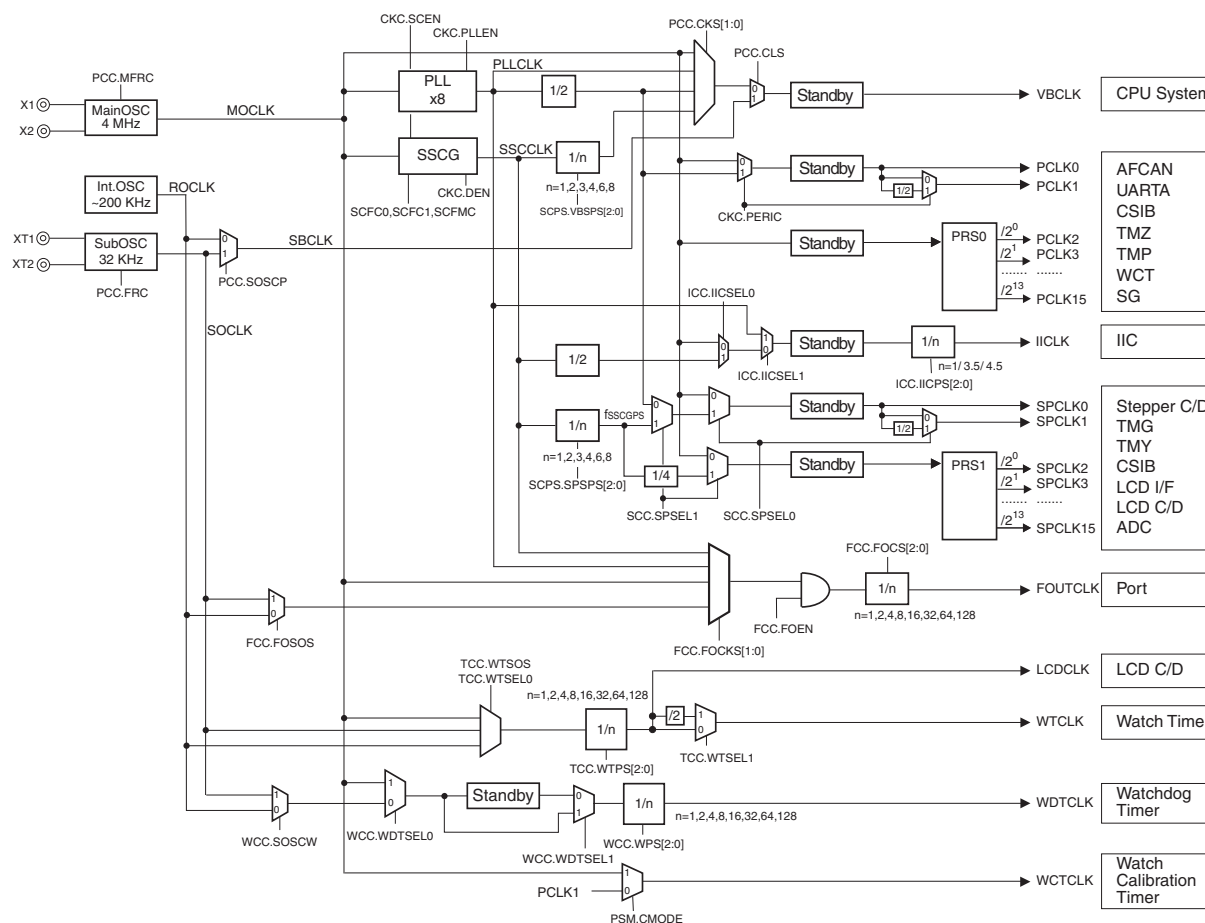 CKC.SCEN
CKC.PLLEN
PCC.CKS[1:0]
PCC.CLS
PCC.MFRC
X1
X2
MainOSC
4 MHz
MOCLK
PLL
x8
PLLCLK
1/2
0
1
Standby
VBCLK
CPU System
SSCG
SSCCLK
1/n
CKC.DEN
SCFC0,SCFC1,SCFMC
n=1,2,3,4,6,8
SCPS.VBSPS[2:0]
Int.OSC
~200 KHz
ROCLK
0
1
CKC.PERIC
Standby
1/2
0
1
PCLK0
PCLK1
AFCAN
UARTA
CSIB
TMZ
TMP
WCT
SG
XT1
XT2
SubOSC
32 KHz
PCC.FRC
0
1
PCC.SOSCP
SBCLK
Standby
PRS0
/2^0
PCLK2
/2^1
PCLK3
....... .......
/2^13
PCLK15
SOCLK
ICC.IICSEL0
1/2
0
1
1
0
ICC.IICSEL1
Standby
1/n
n=1/ 3.5/ 4.5
ICC.IICPS[2:0]
IICLK
IIC
1/n
fSSCGPS
n=1,2,3,4,6,8
SCPS.SPSPS[2:0]
0
1
0
1
Standby
1/2
0
1
SPCLK0
SPCLK1
Stepper C/D
TMG
TMY
CSIB
LCD I/F
LCD C/D
ADC
1/4
0
1
SCC.SPSEL1
SCC.SPSEL0
Standby
PRS1
/2^0
SPCLK2
/2^1
SPCLK3
....... .......
/2^13
SPCLK15
1
0
FCC.FOSOS
FCC.FOCKS[1:0]
FCC.FOEN
FCC.FOCS[2:0]
1/n
n=1,2,4,8,16,32,64,128
FOUTCLK
Port
TCC.WTSOS
TCC.WTSEL0
n=1,2,4,8,16,32,64,128
1/n
TCC.WTPS[2:0]
/2
1
0
TCC.WTSEL1
LCDCLK
LCD C/D
WTCLK
Watch Time
1
0
WCC.SOSCW
1
0
WCC.WDTSEL0
Standby
0
1
WCC.WDTSEL1
1/n
WCC.WPS[2:0]
n=1,2,4,8,16,32,64,128
WDTCLK
Watchdog
Timer
PCLK1
1
0
PSM.CMODE
WCTCLK
Watch
Calibration
Timer